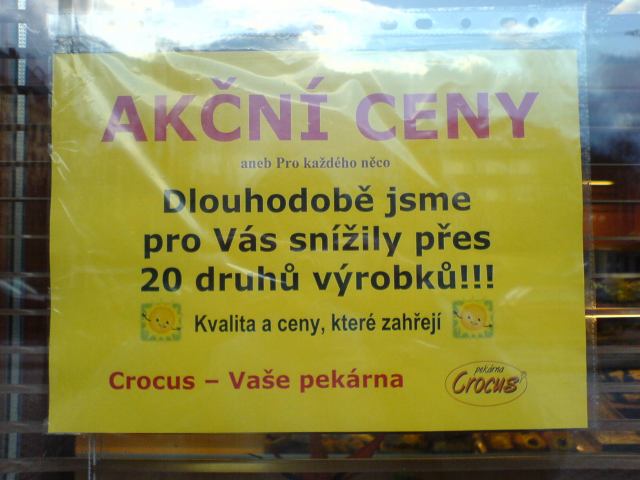 AKČNÍ CENY
aneb Pro každého něco
Dlouhodobě jsme
pro Vás snížily přes
20 druhů výrobků!!!
Kvalita a ceny, které zahřejí
Crocus – Vaše pekárna
pekárna
Crocus